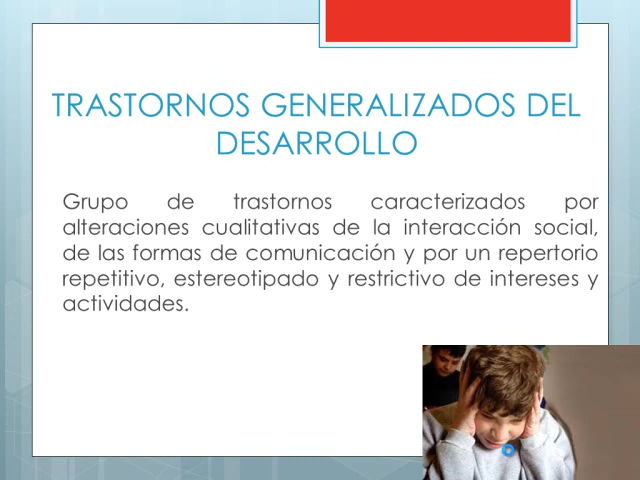 TRASTORNOS GENERALIZADOS DEL
DESARROLLO
Grupo de trastornos caracterizados por
alteraciones cualitativas de la interacción social,
de las formas de comunicación y por un repertorio
repetitivo, estereotipado y restrictivo de intereses y
actividades.